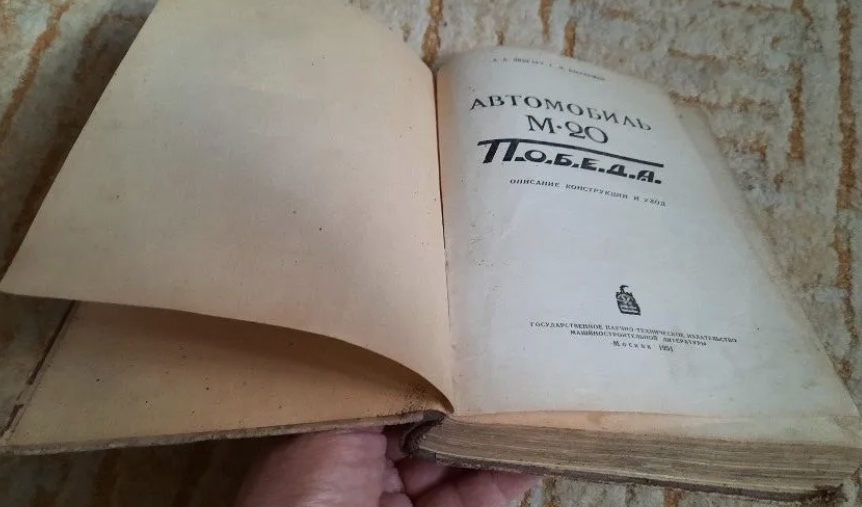 АВТОМОБИЛЬ
М-20
П.О.Б.Е.Д.А.
ОПИСАНИЕ КОНСТРУКЦИИ И УХОД
ГОСУДАРСТВЕННОЕ НАУЧНО-ТЕХНИЧЕСКОЕ ИЗДАТЕЛЬСТВО
МАШИНОСТРОИТЕЛЬНОЙ ЛИТЕРАТУРЫ
Москва